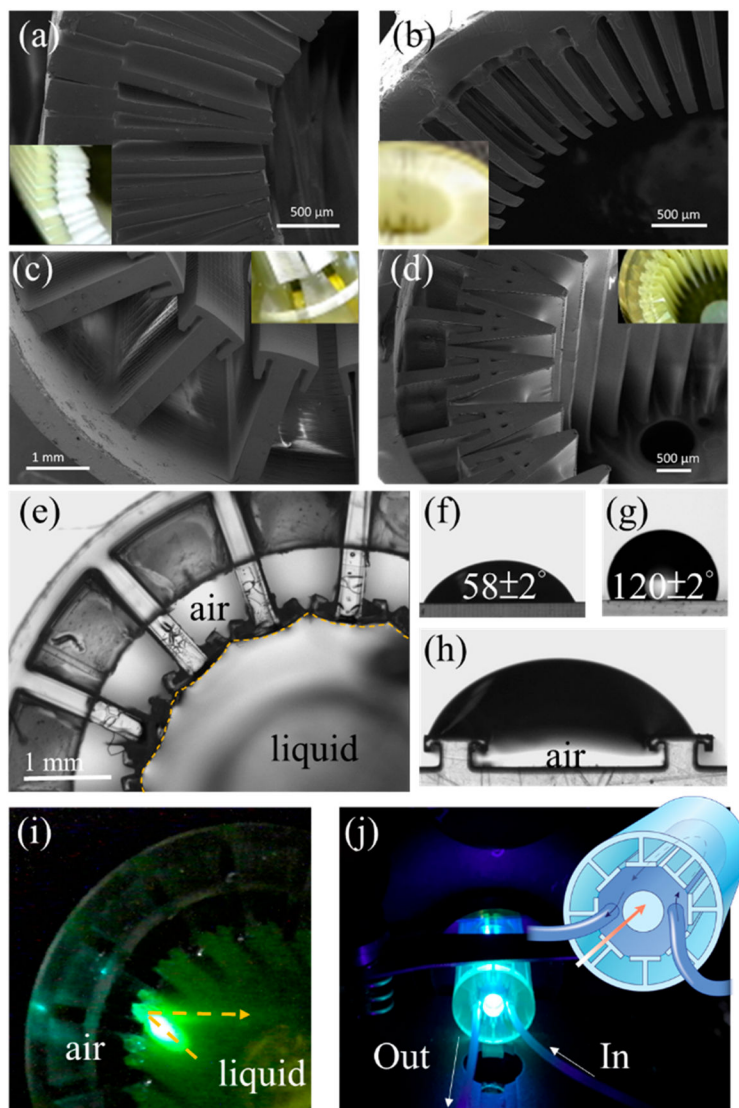 (a)
500 µm
(b)
500 µm
(c)
1 mm
(d)
500 µm
(e)
air
liquid
1 mm
(f)
58±2°
(g)
120±2°
(h)
air
(i)
air
liquid
(j)
Out
In